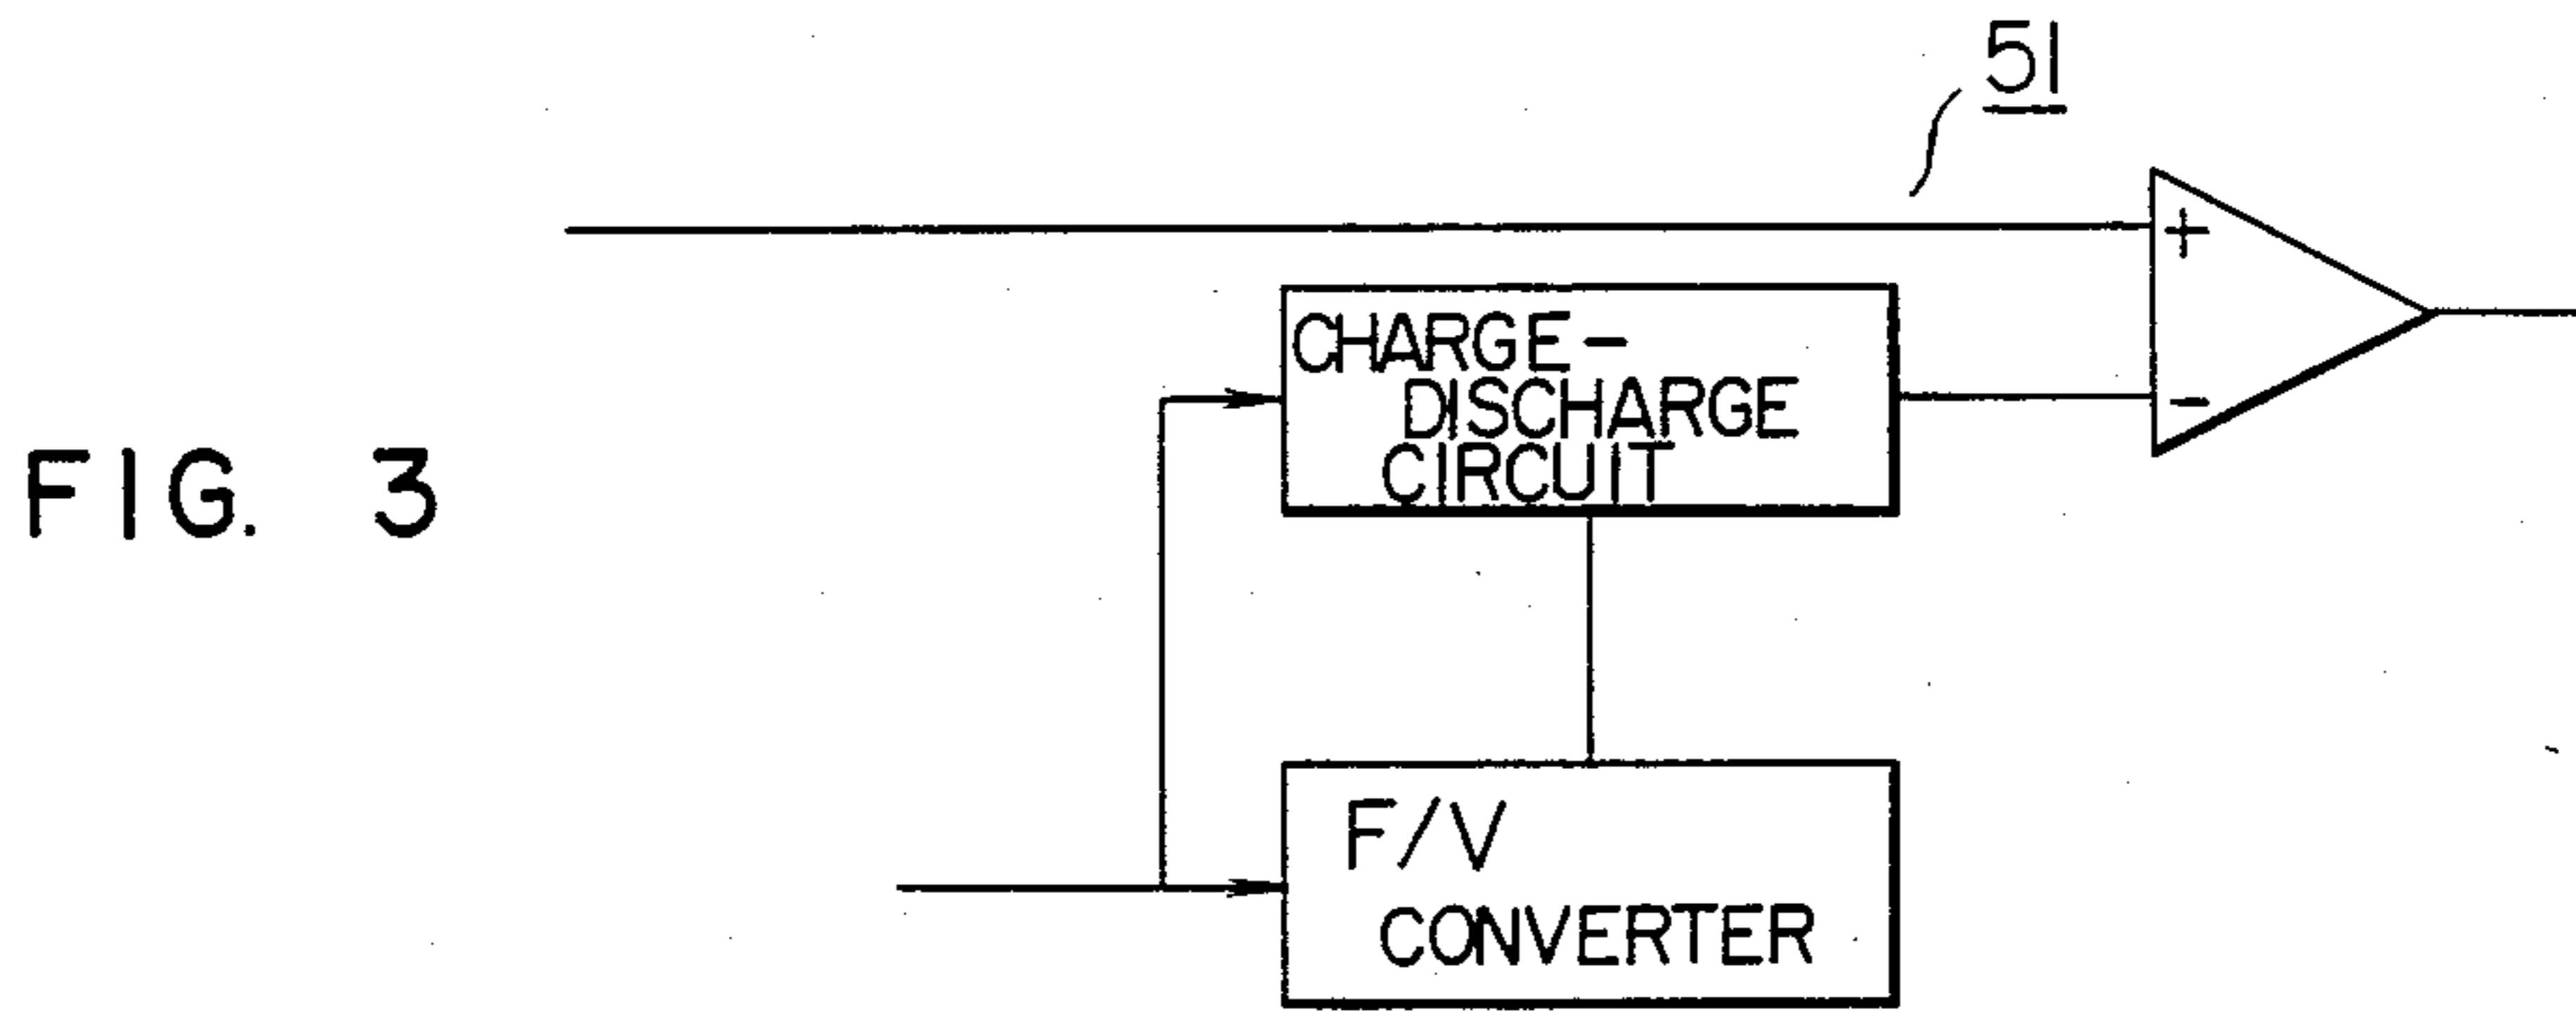 51
+
CHARGE-
DISCHARGE
CIRCUIT
-
FIG. 3
F/V
CONVERTER